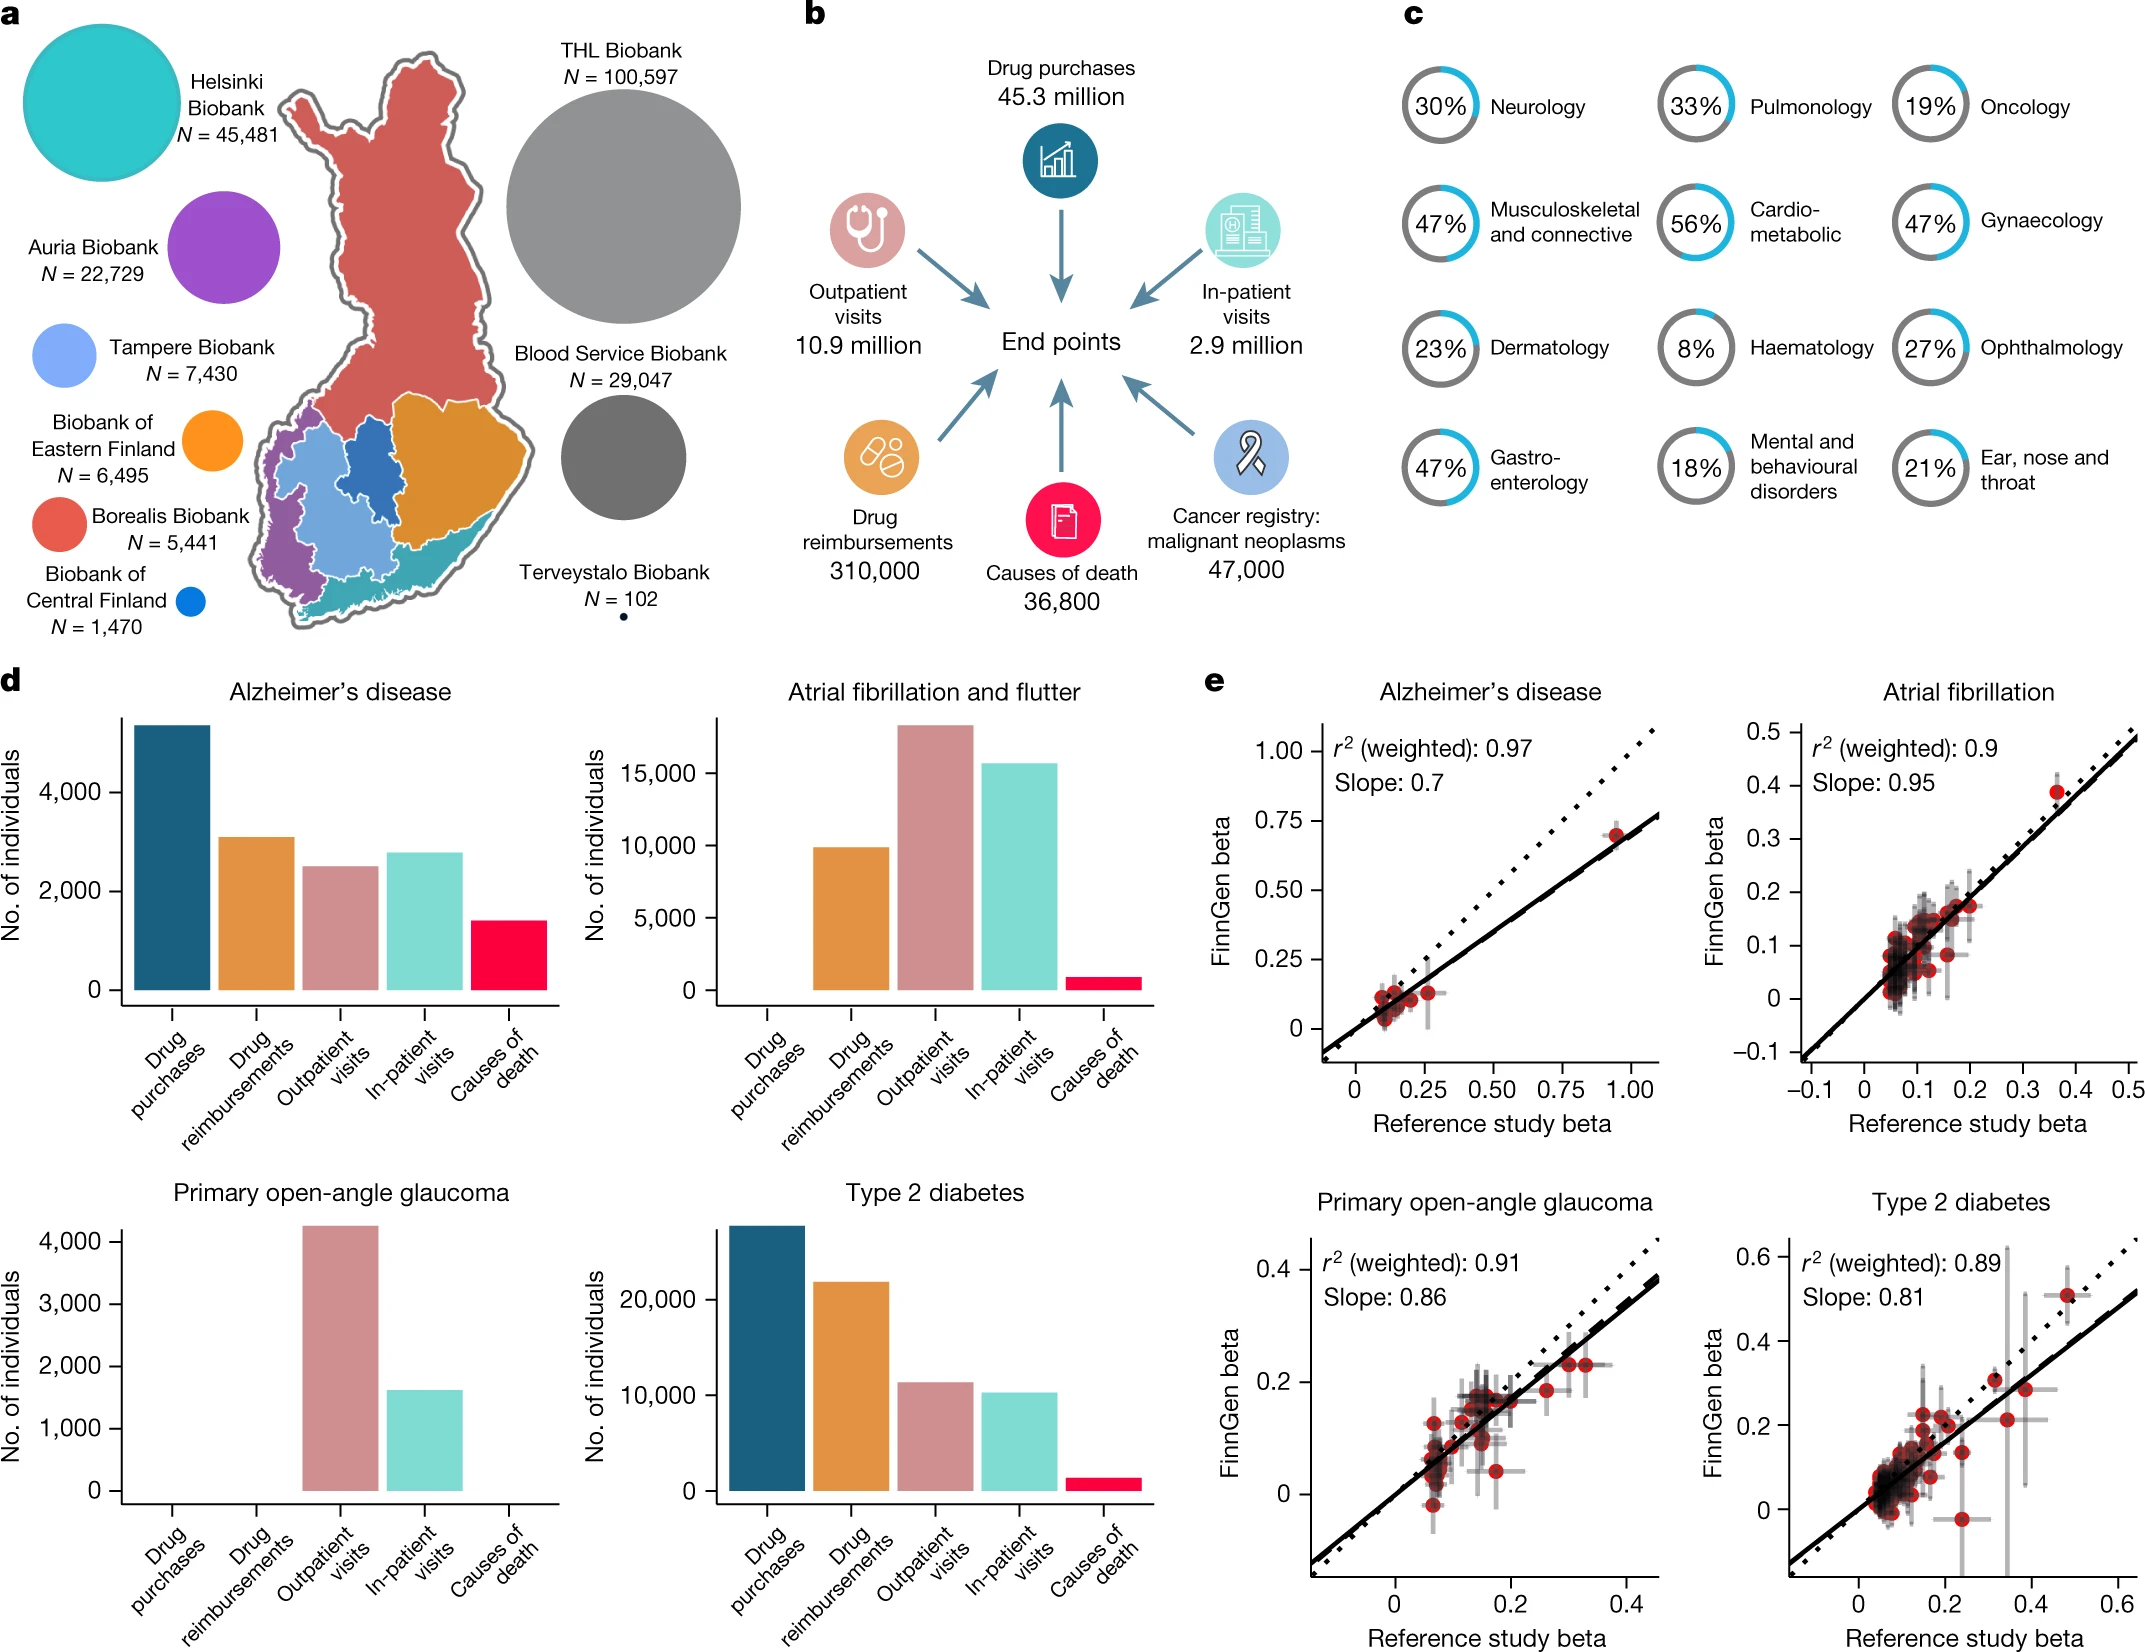 a
Helsinki
Biobank
N = 45,481
THL Biobank
N = 100,597
Auria Biobank
N = 22,729
Tampere Biobank
N = 7,430
Blood Service Biobank
N = 29,047
Biobank of
Eastern Finland
N = 6,495
Borealis Biobank
N = 5,441
Biobank of
Central Finland
N = 1,470
Terveystalo Biobank
N = 102
b
Drug purchases
45.3 million
Outpatient
visits
10.9 million
H
In-patient
visits
2.9 million
End points
Drug
reimbursements
310,000
Causes of death
36,800
Cancer registry:
malignant neoplasms
47,000
c
30% Neurology
33% Pulmonology
19% Oncology
47% Musculoskeletal
and connective
56% Cardio-
metabolic
47% Gynaecology
23% Dermatology
8% Haematology
27% Ophthalmology
47% Gastro-
enterology
18% Mental and
behavioural
disorders
21% Ear, nose and
throat
d
Alzheimer's disease
No. of individuals
4,000
2,000
0
Drug
purchases
Drug
reimbursements
Outpatient
visits
In-patient
visits
Causes of
death
Atrial fibrillation and flutter
No. of individuals
15,000
10,000
5,000
0
Drug
purchases
Drug
reimbursements
Outpatient
visits
In-patient
visits
Causes of
death
Primary open-angle glaucoma
No. of individuals
4,000
3,000
2,000
1,000
0
Drug
purchases
Drug
reimbursements
Outpatient
visits
In-patient
visits
Causes of
death
Type 2 diabetes
No. of individuals
20,000
10,000
0
Drug
purchases
Drug
reimbursements
Outpatient
visits
In-patient
visits
Causes of
death
e
Alzheimer's disease
r² (weighted): 0.97
Slope: 0.7
FinnGen beta
1.00
0.75
0.50
0.25
0
0 0.25 0.50 0.75 1.00
Reference study beta
Atrial fibrillation
r² (weighted): 0.9
Slope: 0.95
FinnGen beta
0.5
0.4
0.3
0.2
0.1
0
−0.1
−0.1 0 0.1 0.2 0.3 0.4 0.5
Reference study beta
Primary open-angle glaucoma
r² (weighted): 0.91
Slope: 0.86
FinnGen beta
0.4
0.2
0
0 0.2 0.4
Reference study beta
Type 2 diabetes
r² (weighted): 0.89
Slope: 0.81
FinnGen beta
0.6
0.4
0.2
0
0 0.2 0.4 0.6
Reference study beta